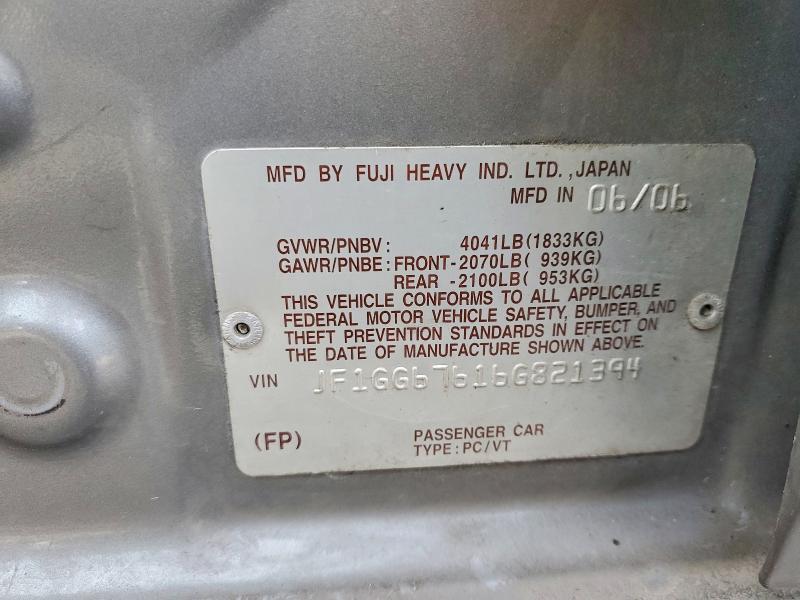 MFD BY FUJI HEAVY IND. LTD.,JAPAN
MFD IN 06/06
GVWR/PNBV: 4041LB(1833KG)
GAWR/PNBE: FRONT-2070LB( 939KG)
REAR -2100LB( 953KG)
THIS VEHICLE CONFORMS TO ALL APPLICABLE
FEDERAL MOTOR VEHICLE SAFETY, BUMPER, AND
THEFT PREVENTION STANDARDS IN EFFECT ON
THE DATE OF MANUFACTURE SHOWN ABOVE.
VIN JF1GG67616G821394
(FP) PASSENGER CAR
TYPE: PC/VT